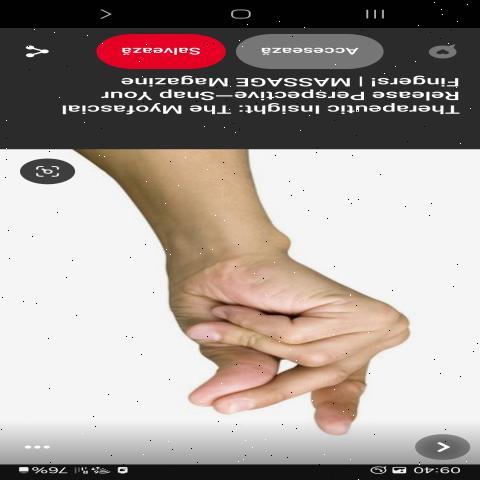 09:40
76%
Therapeutic Insight: The Myofascial
Release Perspective—Snap Your
Fingers! | MASSAGE Magazine
Accesează
Salvează